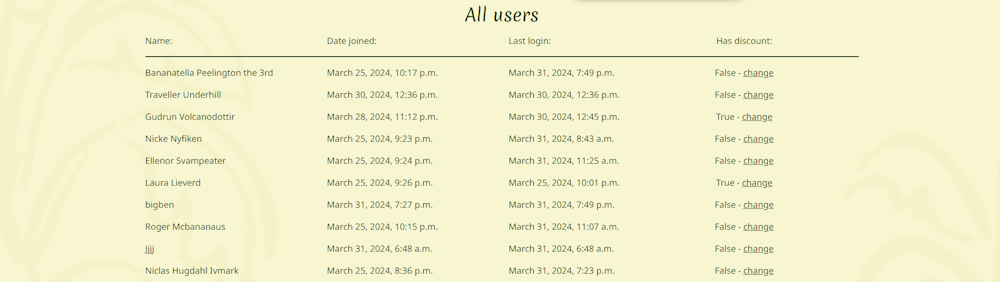 All users
Name: Date joined: Last login: Has discount:
Bananatella Peelington the 3rd March 25, 2024, 10:17 p.m. March 31, 2024, 7:49 p.m. False - change
Traveller Underhill March 30, 2024, 12:36 p.m. March 30, 2024, 12:36 p.m. False - change
Gudrun Volcanodottir March 28, 2024, 11:12 p.m. March 30, 2024, 12:45 p.m. True - change
Nicke Nyfiken March 25, 2024, 9:23 p.m. March 31, 2024, 8:43 a.m. False - change
Ellenor Svampeater March 25, 2024, 9:24 p.m. March 31, 2024, 11:25 a.m. False - change
Laura Lieverd March 25, 2024, 9:26 p.m. March 25, 2024, 10:01 p.m. True - change
bigben March 31, 2024, 7:27 p.m. March 31, 2024, 7:49 p.m. False - change
Roger Mcbananaus March 25, 2024, 10:15 p.m. March 31, 2024, 11:07 a.m. False - change
March 31, 2024, 6:48 a.m. March 31, 2024, 6:48 a.m. False - change
Niclas Hugdahl Ivmark March 25, 2024, 8:36 p.m. March 31, 2024, 7:23 p.m. False - change